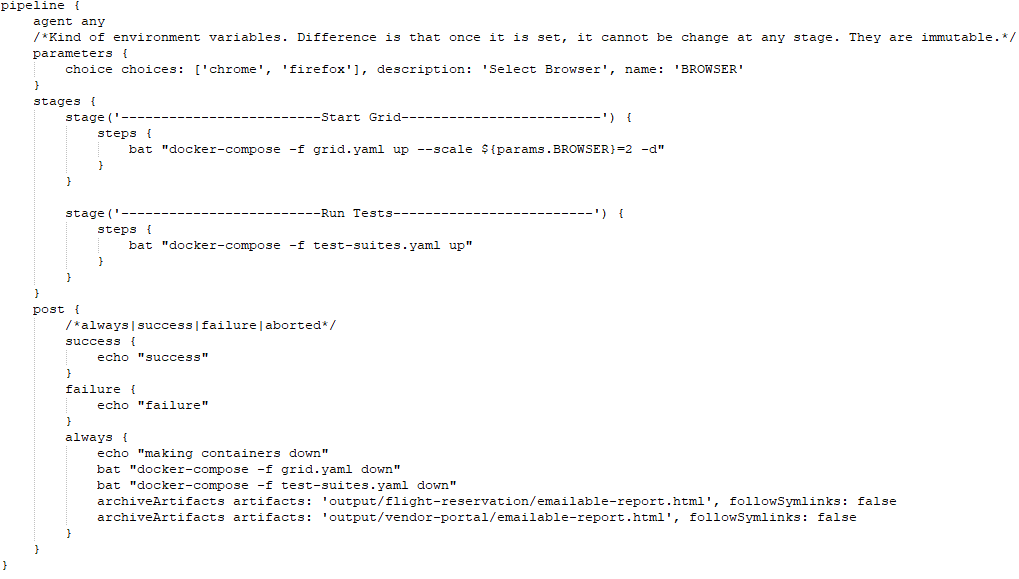 pipeline {
    agent any
    /*Kind of environment variables. Difference is that once it is set, it cannot be change at any stage. They are immutable.*/
    parameters {
        choice choices: ['chrome', 'firefox'], description: 'Select Browser', name: 'BROWSER'
    }
    stages {
        stage('-------------------------Start Grid-------------------------') {
            steps {
                bat "docker-compose -f grid.yaml up --scale ${params.BROWSER}=2 -d"
            }
        }

        stage('-------------------------Run Tests-------------------------') {
            steps {
                bat "docker-compose -f test-suites.yaml up"
            }
        }
    }
    post {
        /*always|success|failure|aborted*/
        success {
            echo "success"
        }
        failure {
            echo "failure"
        }
        always {
            echo "making containers down"
            bat "docker-compose -f grid.yaml down"
            bat "docker-compose -f test-suites.yaml down"
            archiveArtifacts artifacts: 'output/flight-reservation/emailable-report.html', followSymlinks: false
            archiveArtifacts artifacts: 'output/vendor-portal/emailable-report.html', followSymlinks: false
        }
    }
}